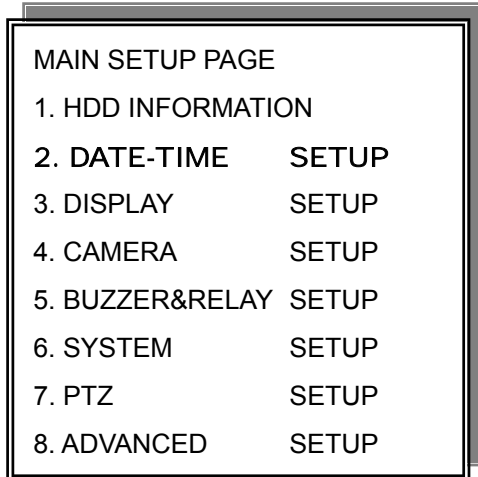 MAIN SETUP PAGE
1. HDD INFORMATION
2. DATE-TIME SETUP
3. DISPLAY SETUP
4. CAMERA SETUP
5. BUZZER&RELAY SETUP
6. SYSTEM SETUP
7. PTZ SETUP
8. ADVANCED SETUP